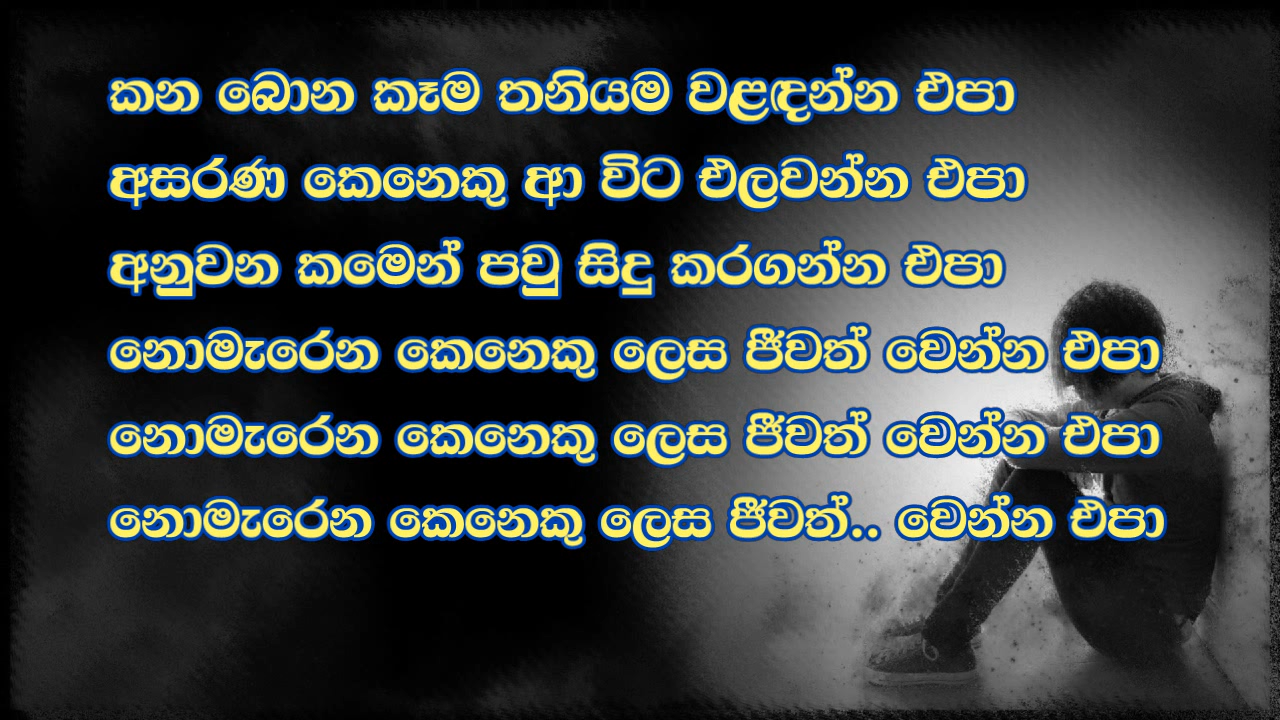 කන බොන කෑම තනියම වළඳන්න එපා
අසරණ කෙනෙකු ආ විට එලවන්න එපා
අනුවන කමෙන් පවු සිදු කරගන්න එපා
නොමැරෙන කෙනෙකු ලෙස ජීවත් වෙන්න එපා
නොමැරෙන කෙනෙකු ලෙස ජීවත් වෙන්න එපා
නොමැරෙන කෙනෙකු ලෙස ජීවත්.. වෙන්න එපා